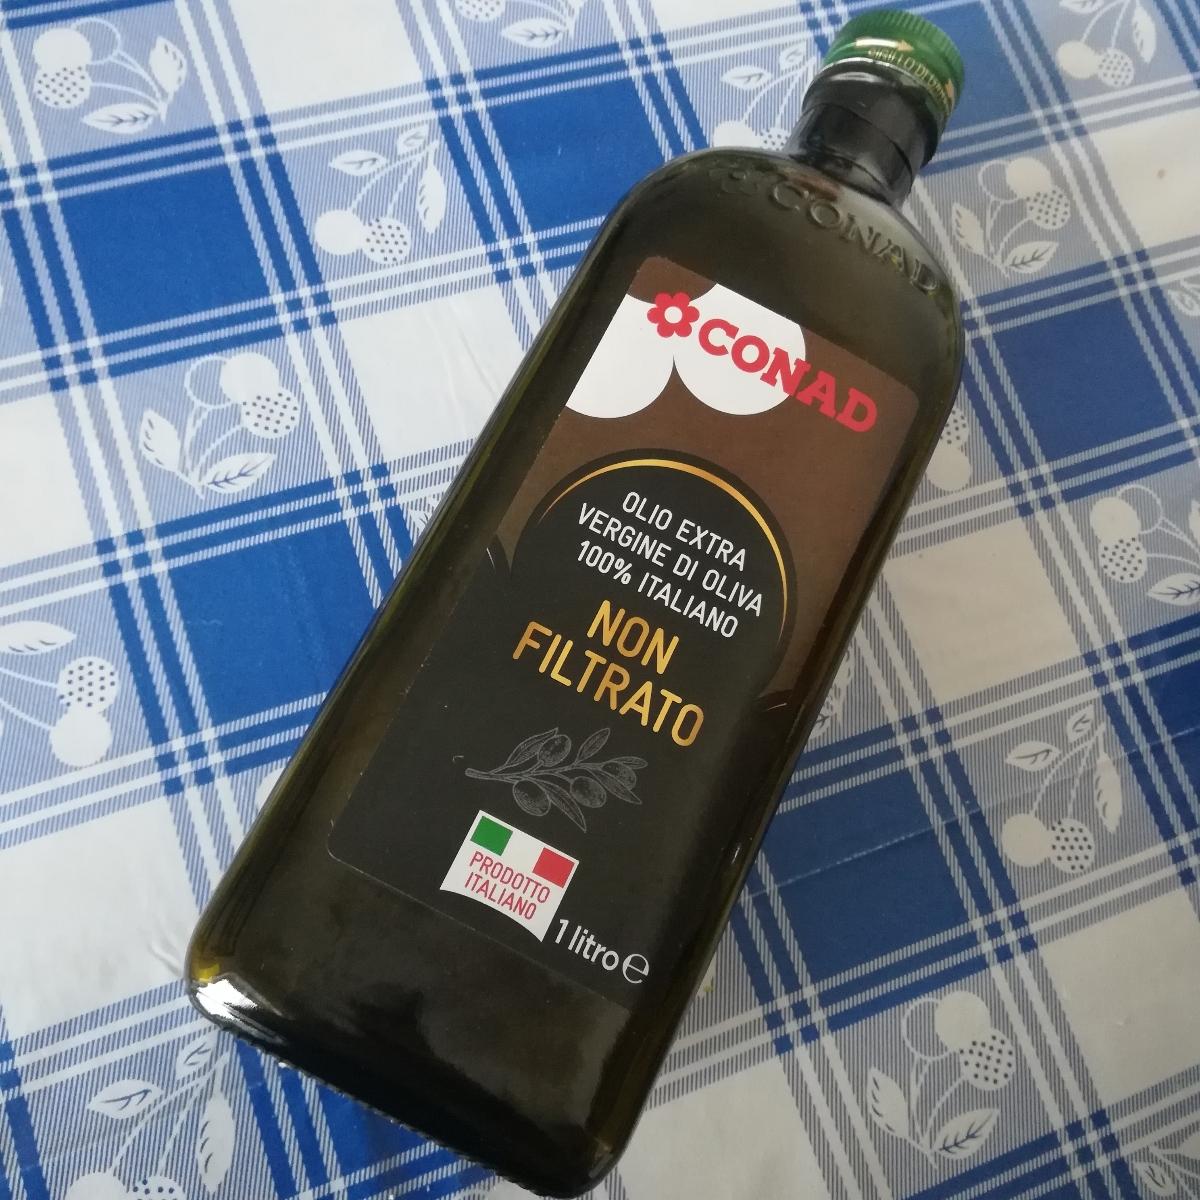 CONAD
CONAD
OLIO EXTRA
VERGINE DI OLIVA
100% ITALIANO
NON
FILTRATO
PRODOTTO
ITALIANO
1 litro ℮